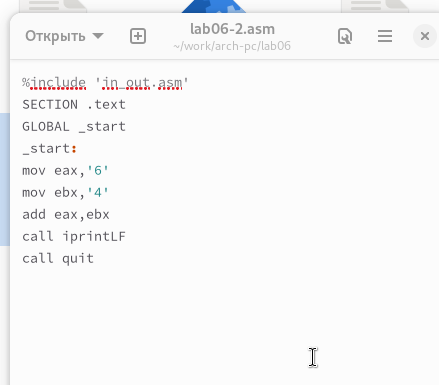 Открыть
lab06-2.asm
~/work/arch-pc/lab06
%include 'in_out.asm'
SECTION .text
GLOBAL _start
_start:
mov eax,'6'
mov ebx,'4'
add eax,ebx
call iprintLF
call quit